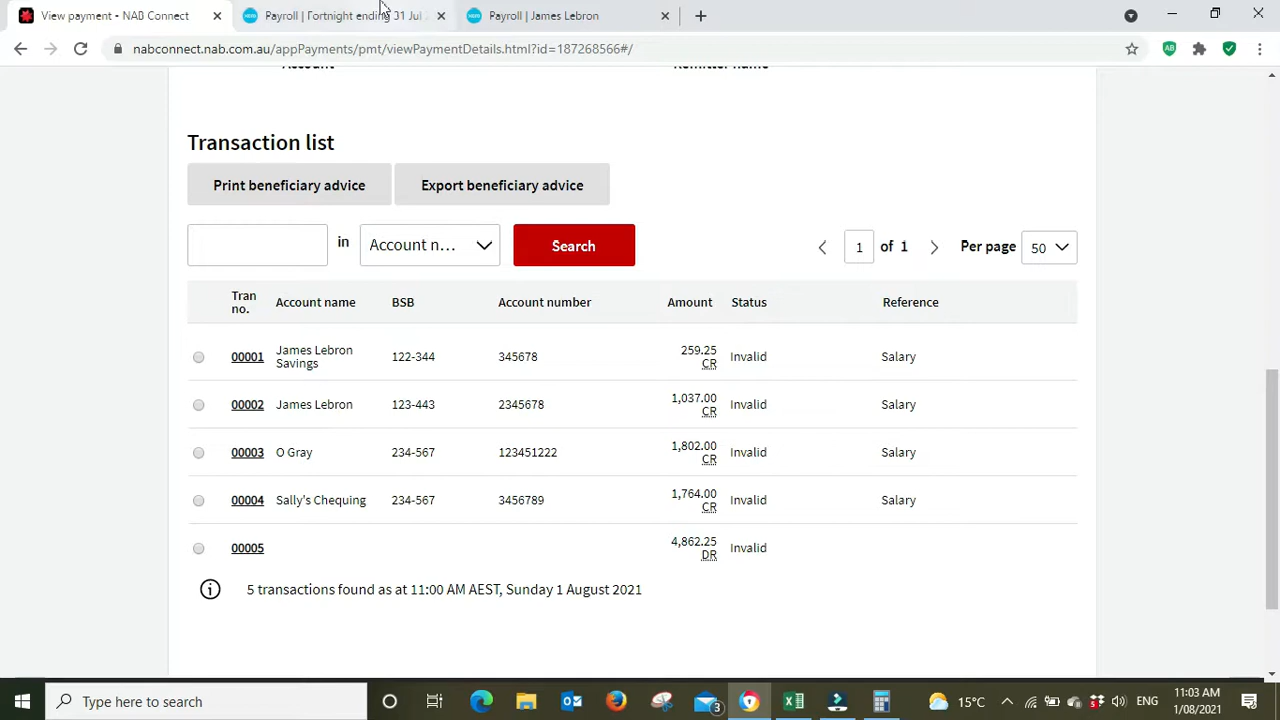 View payment - NAB Connect
Payroll | Fortnight ending 31 Jul 2
Payroll | James Lebron
nabconnect.nab.com.au/appPayments/pmt/viewPaymentDetails.html?id=187268566#/
Account
Remitter name
Transaction list
Print beneficiary advice
Export beneficiary advice
in
Account n...
Search
1
of 1
Per page
50
Tran no.
Account name
BSB
Account number
Amount
Status
Reference
00001
James Lebron Savings
122-344
345678
259.25 CR
Invalid
Salary
00002
James Lebron
123-443
2345678
1,037.00 CR
Invalid
Salary
00003
O Gray
234-567
123451222
1,802.00 CR
Invalid
Salary
00004
Sally's Chequing
234-567
3456789
1,764.00 CR
Invalid
Salary
00005
4,862.25 DR
Invalid
5 transactions found as at 11:00 AM AEST, Sunday 1 August 2021
Type here to search
3
15°C
ENG
11:03 AM
1/08/2021